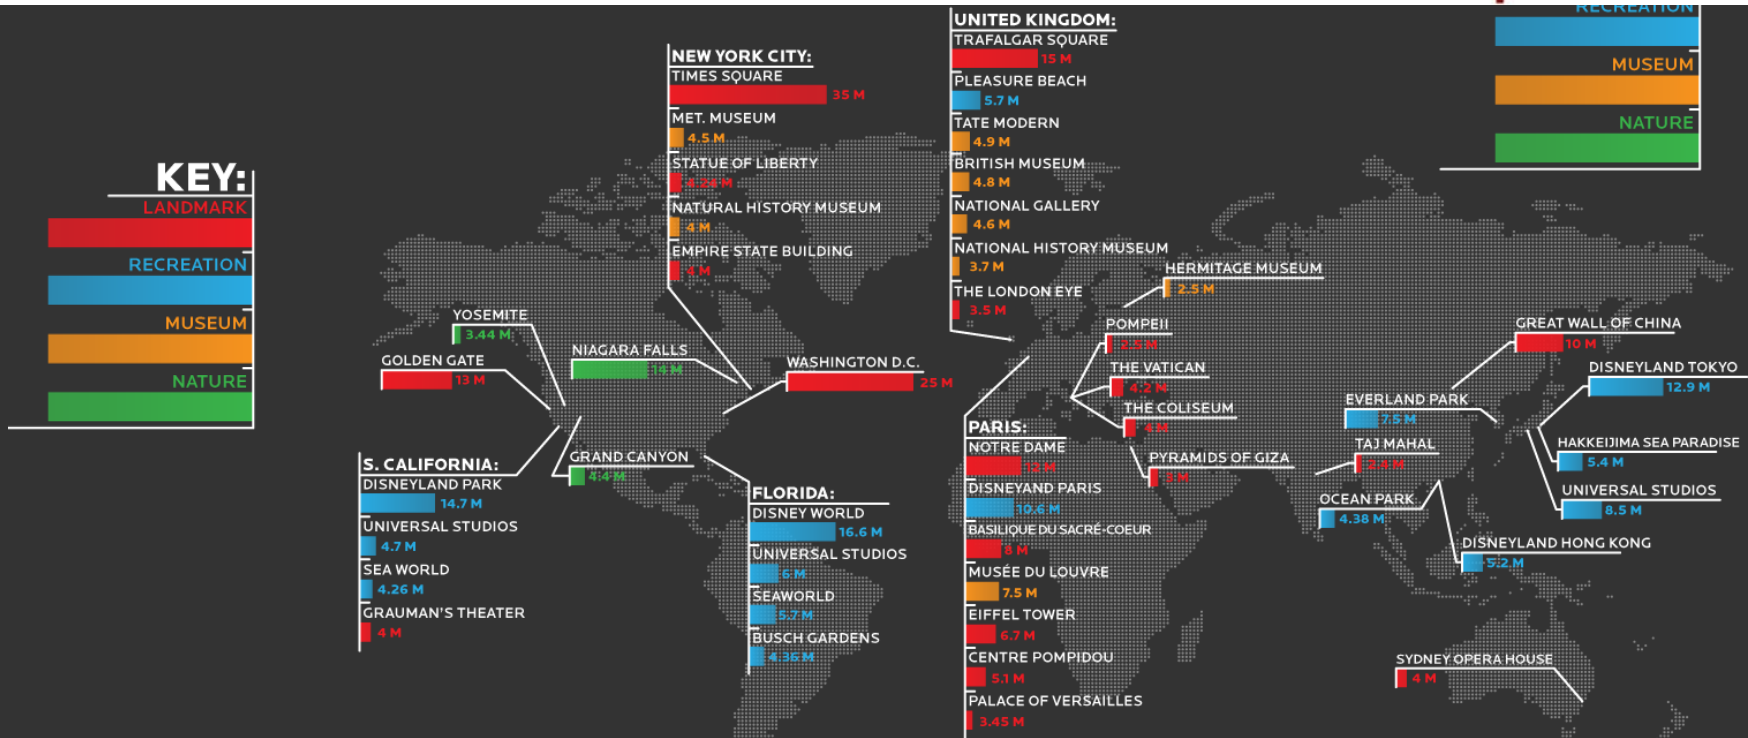 KEY:
LANDMARK
RECREATION
MUSEUM
NATURE
YOSEMITE
3.44 M
GOLDEN GATE
13 M
NIAGARA FALLS
14 M
WASHINGTON D.C.
25 M
GRAND CANYON
4.4 M
S. CALIFORNIA:
DISNEYLAND PARK
14.7 M
UNIVERSAL STUDIOS
4.7 M
SEA WORLD
4.26 M
GRAUMAN'S THEATER
4 M
NEW YORK CITY:
TIMES SQUARE
35 M
MET. MUSEUM
4.5 M
STATUE OF LIBERTY
4.24 M
NATURAL HISTORY MUSEUM
4 M
EMPIRE STATE BUILDING
4 M
FLORIDA:
DISNEY WORLD
16.6 M
UNIVERSAL STUDIOS
6 M
SEAWORLD
5.7 M
BUSCH GARDENS
4.36 M
UNITED KINGDOM:
TRAFALGAR SQUARE
15 M
PLEASURE BEACH
5.7 M
TATE MODERN
4.9 M
BRITISH MUSEUM
4.8 M
NATIONAL GALLERY
4.6 M
NATIONAL HISTORY MUSEUM
3.7 M
THE LONDON EYE
3.5 M
PARIS:
NOTRE DAME
12 M
DISNEYAND PARIS
10.6 M
BASILIQUE DU SACRÉ-COEUR
8 M
MUSÉE DU LOUVRE
7.5 M
EIFFEL TOWER
6.7 M
CENTRE POMPIDOU
5.1 M
PALACE OF VERSAILLES
3.45 M
HERMITAGE MUSEUM
2.5 M
POMPEII
2.5 M
THE VATICAN
4.2 M
THE COLISEUM
4 M
PYRAMIDS OF GIZA
3 M
GREAT WALL OF CHINA
10 M
DISNEYLAND TOKYO
12.9 M
EVERLAND PARK
7.5 M
HAKKEIJIMA SEA PARADISE
5.4 M
TAJ MAHAL
2.4 M
UNIVERSAL STUDIOS
8.5 M
OCEAN PARK
4.38 M
DISNEYLAND HONG KONG
5.2 M
SYDNEY OPERA HOUSE
4 M
RECREATION
MUSEUM
NATURE